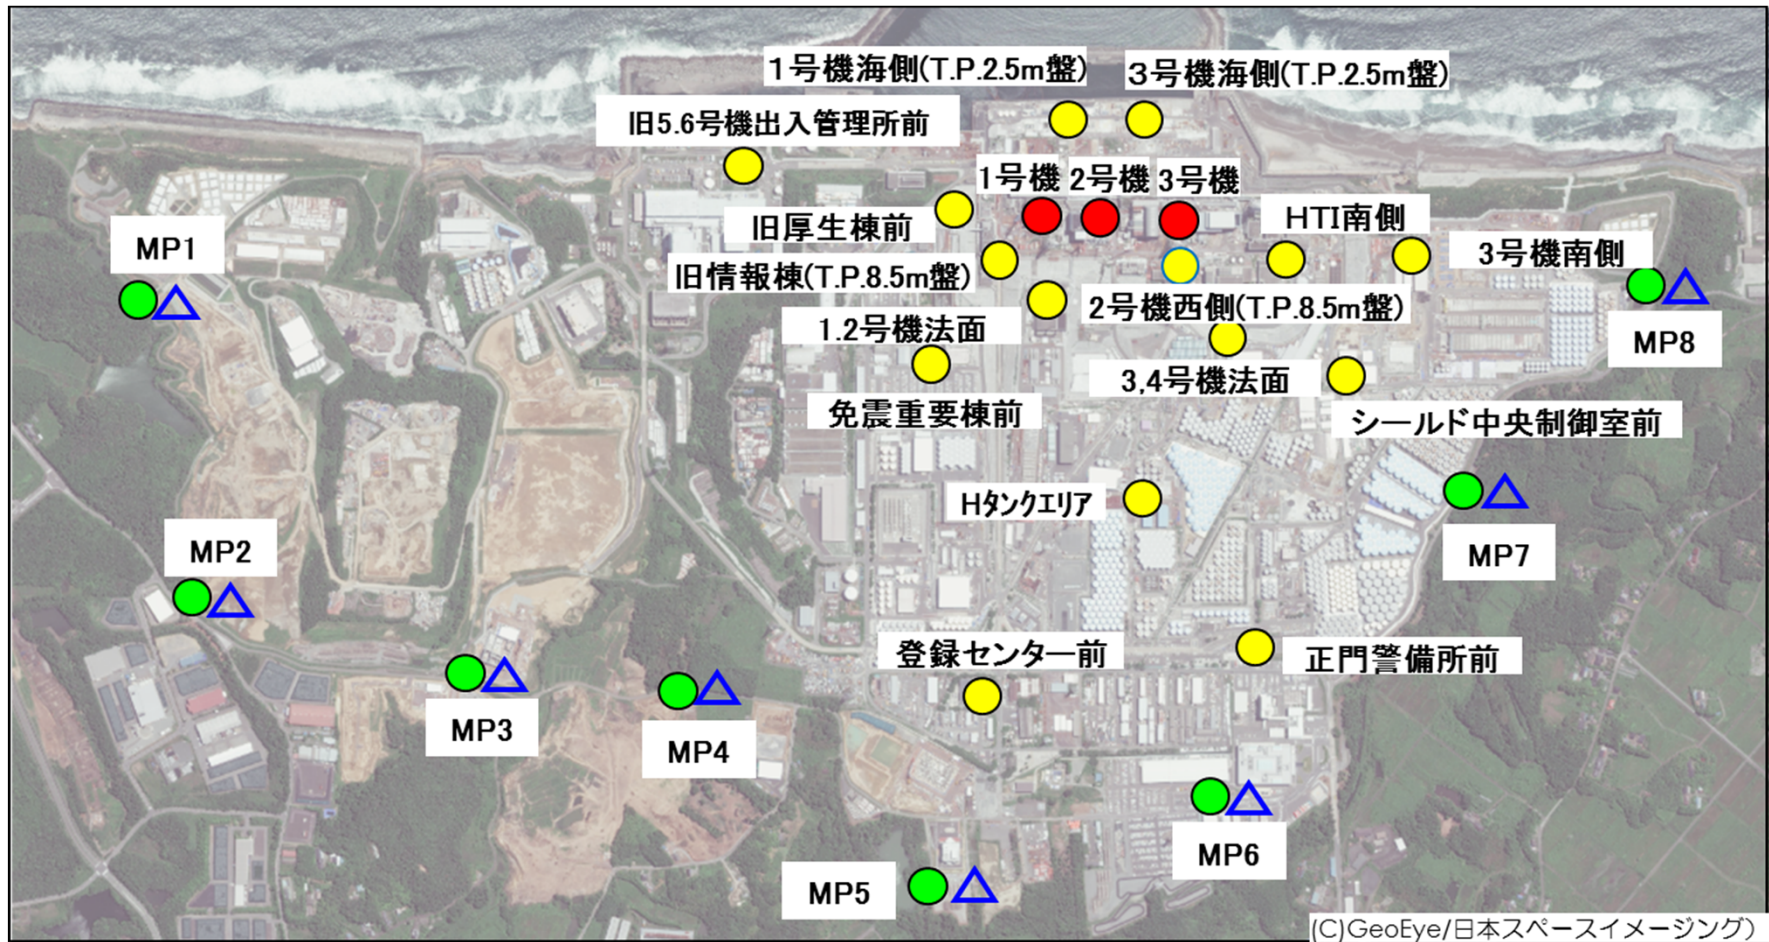 １号機海側(T.P.2.5m盤)
３号機海側(T.P.2.5m盤)
旧5.6号機出入管理所前
1号機
2号機
3号機
旧厚生棟前
HTI南側
MP1
3号機南側
旧情報棟(T.P.8.5m盤)
2号機西側(T.P.8.5m盤)
1.2号機法面
MP8
3,4号機法面
免震重要棟前
シールド中央制御室前
Hﾀﾝｸｴﾘｱ
MP2
MP7
登録センター前
正門警備所前
MP3
MP4
MP6
MP5
(C)GeoEye/日本スペースイメージング）